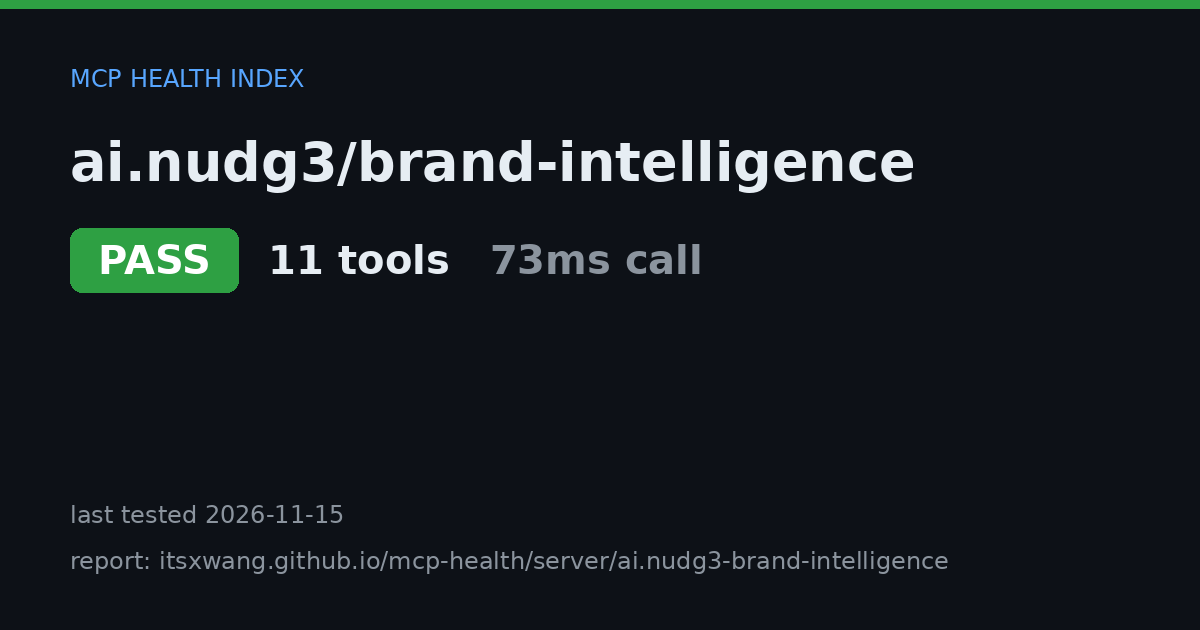 MCP HEALTH INDEX
ai.nudg3/brand-intelligence
PASS 11 tools 73ms call
last tested 2026-11-15
report: itsxwang.github.io/mcp-health/server/ai.nudg3-brand-intelligence